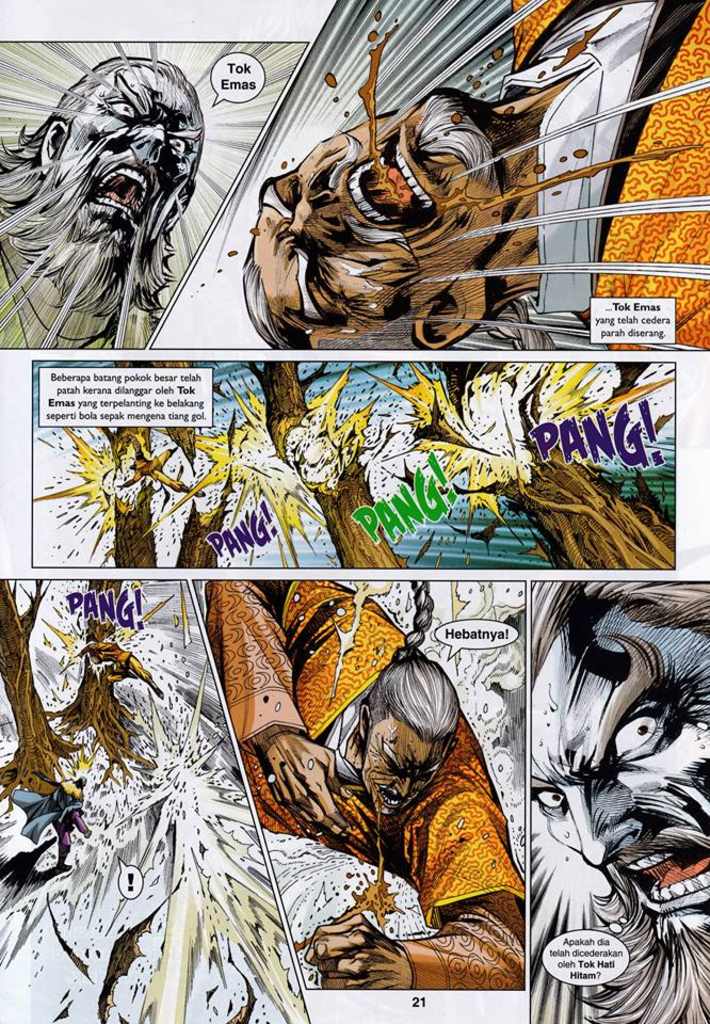 Tok
Emas
...Tok Emas
yang telah cedera
parah diserang.
Beberapa batang pokok besar telah
patah kerana dilanggar oleh Tok
Emas yang terpelanting ke belakang
seperti bola sepak mengena tiang gol.
PANG!
PANG!
PANG!
PANG!
!
Hebatnya!
Apakah dia
telah dicederakan
oleh Tok Hati
Hitam?
21